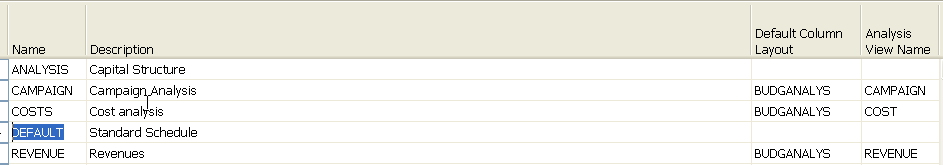 Name Description Default Column Layout Analysis View Name
ANALYSIS Capital Structure
CAMPAIGN Campaign Analysis BUDGANALYS CAMPAIGN
COSTS Cost analysis BUDGANALYS COST
DEFAULT Standard Schedule
REVENUE Revenues BUDGANALYS REVENUE